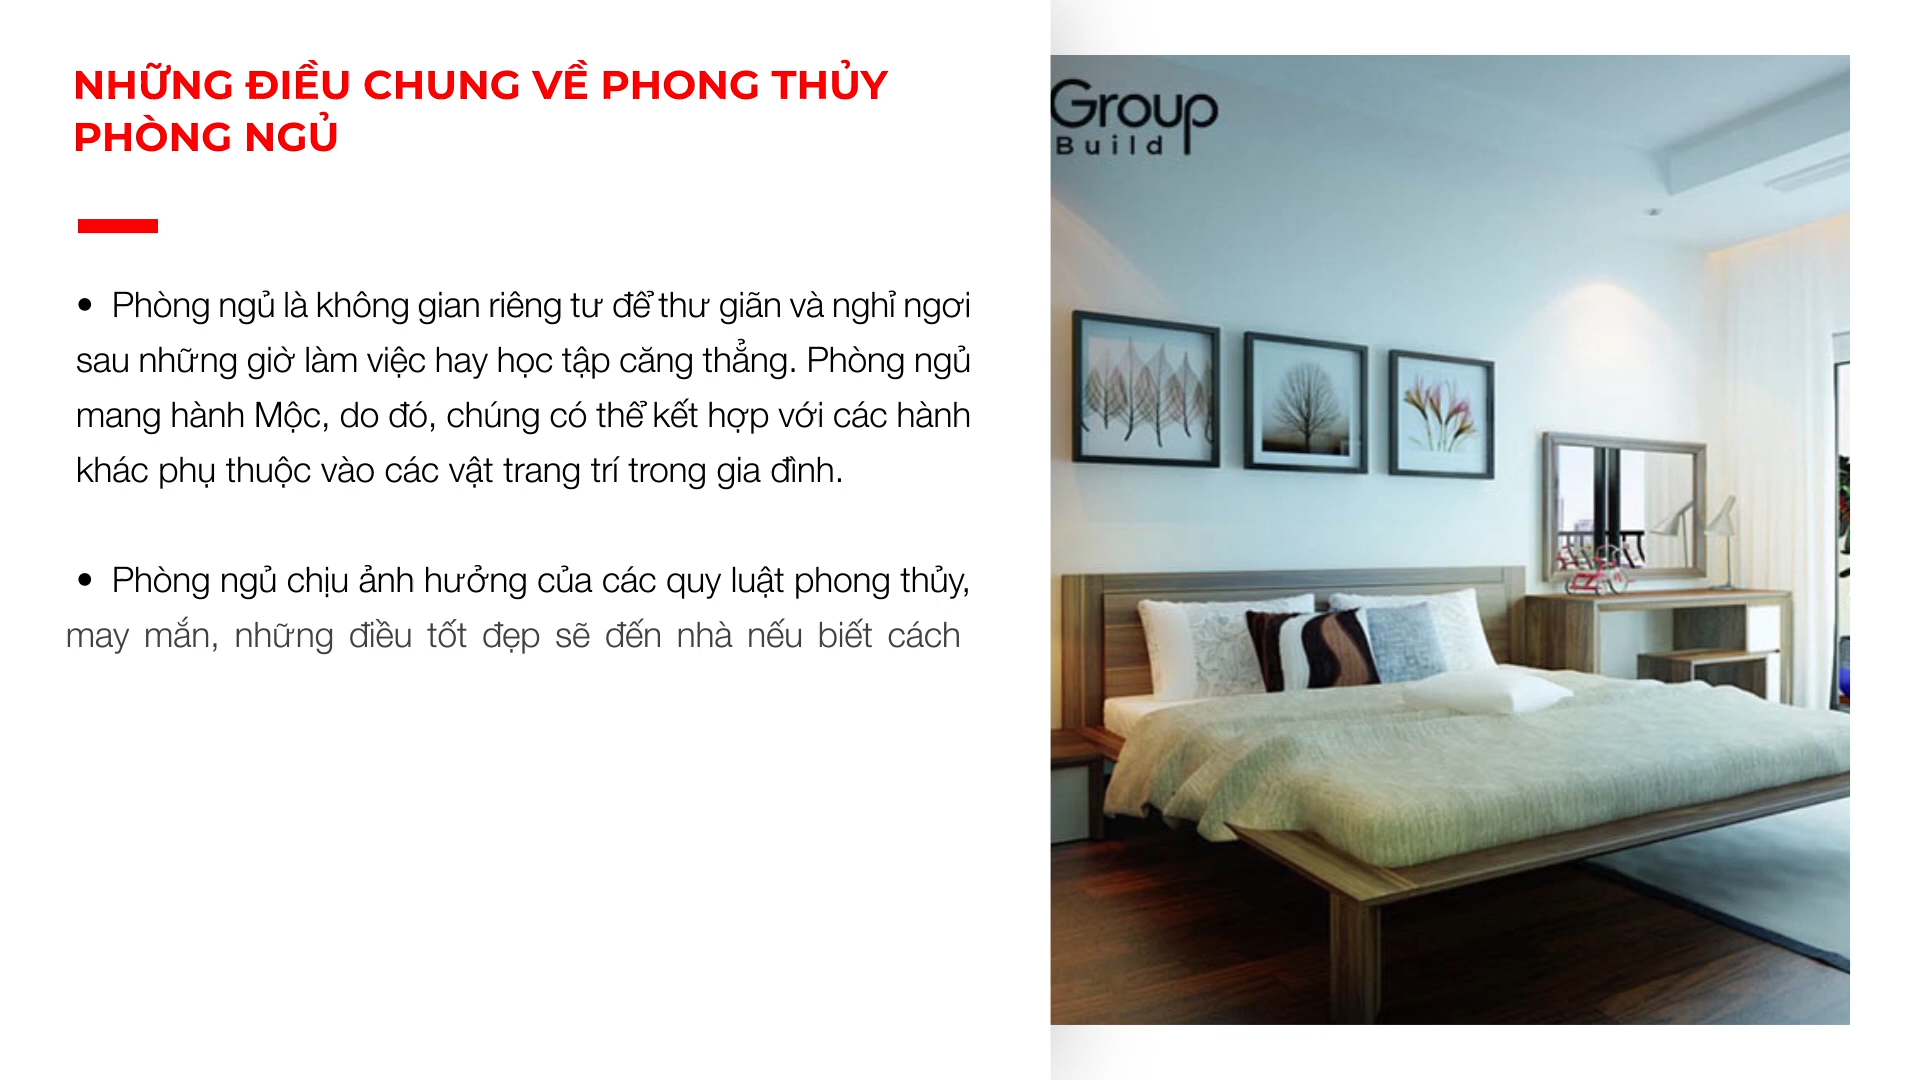 NHỮNG ĐIỀU CHUNG VỀ PHONG THỦY
PHÒNG NGỦ
• Phòng ngủ là không gian riêng tư để thư giãn và nghỉ ngơi
sau những giờ làm việc hay học tập căng thẳng. Phòng ngủ
mang hành Mộc, do đó, chúng có thể kết hợp với các hành
khác phụ thuộc vào các vật trang trí trong gia đình.
• Phòng ngủ chịu ảnh hưởng của các quy luật phong thủy,
may mắn, những điều tốt đẹp sẽ đến nhà nếu biết cách
Group
Build